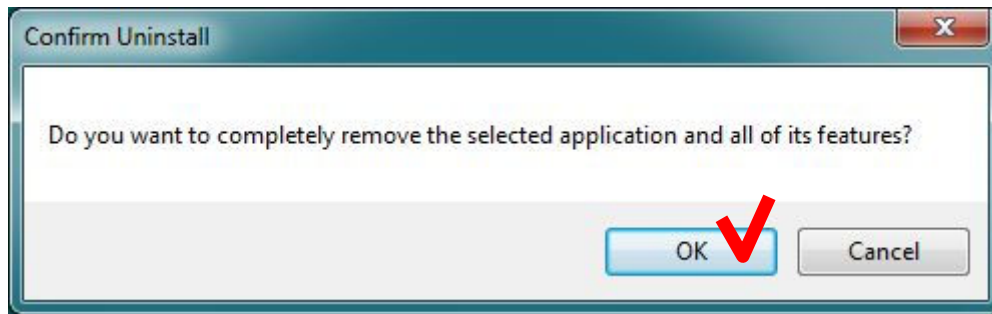 Confirm Uninstall
Do you want to completely remove the selected application and all of its features?
OK
Cancel